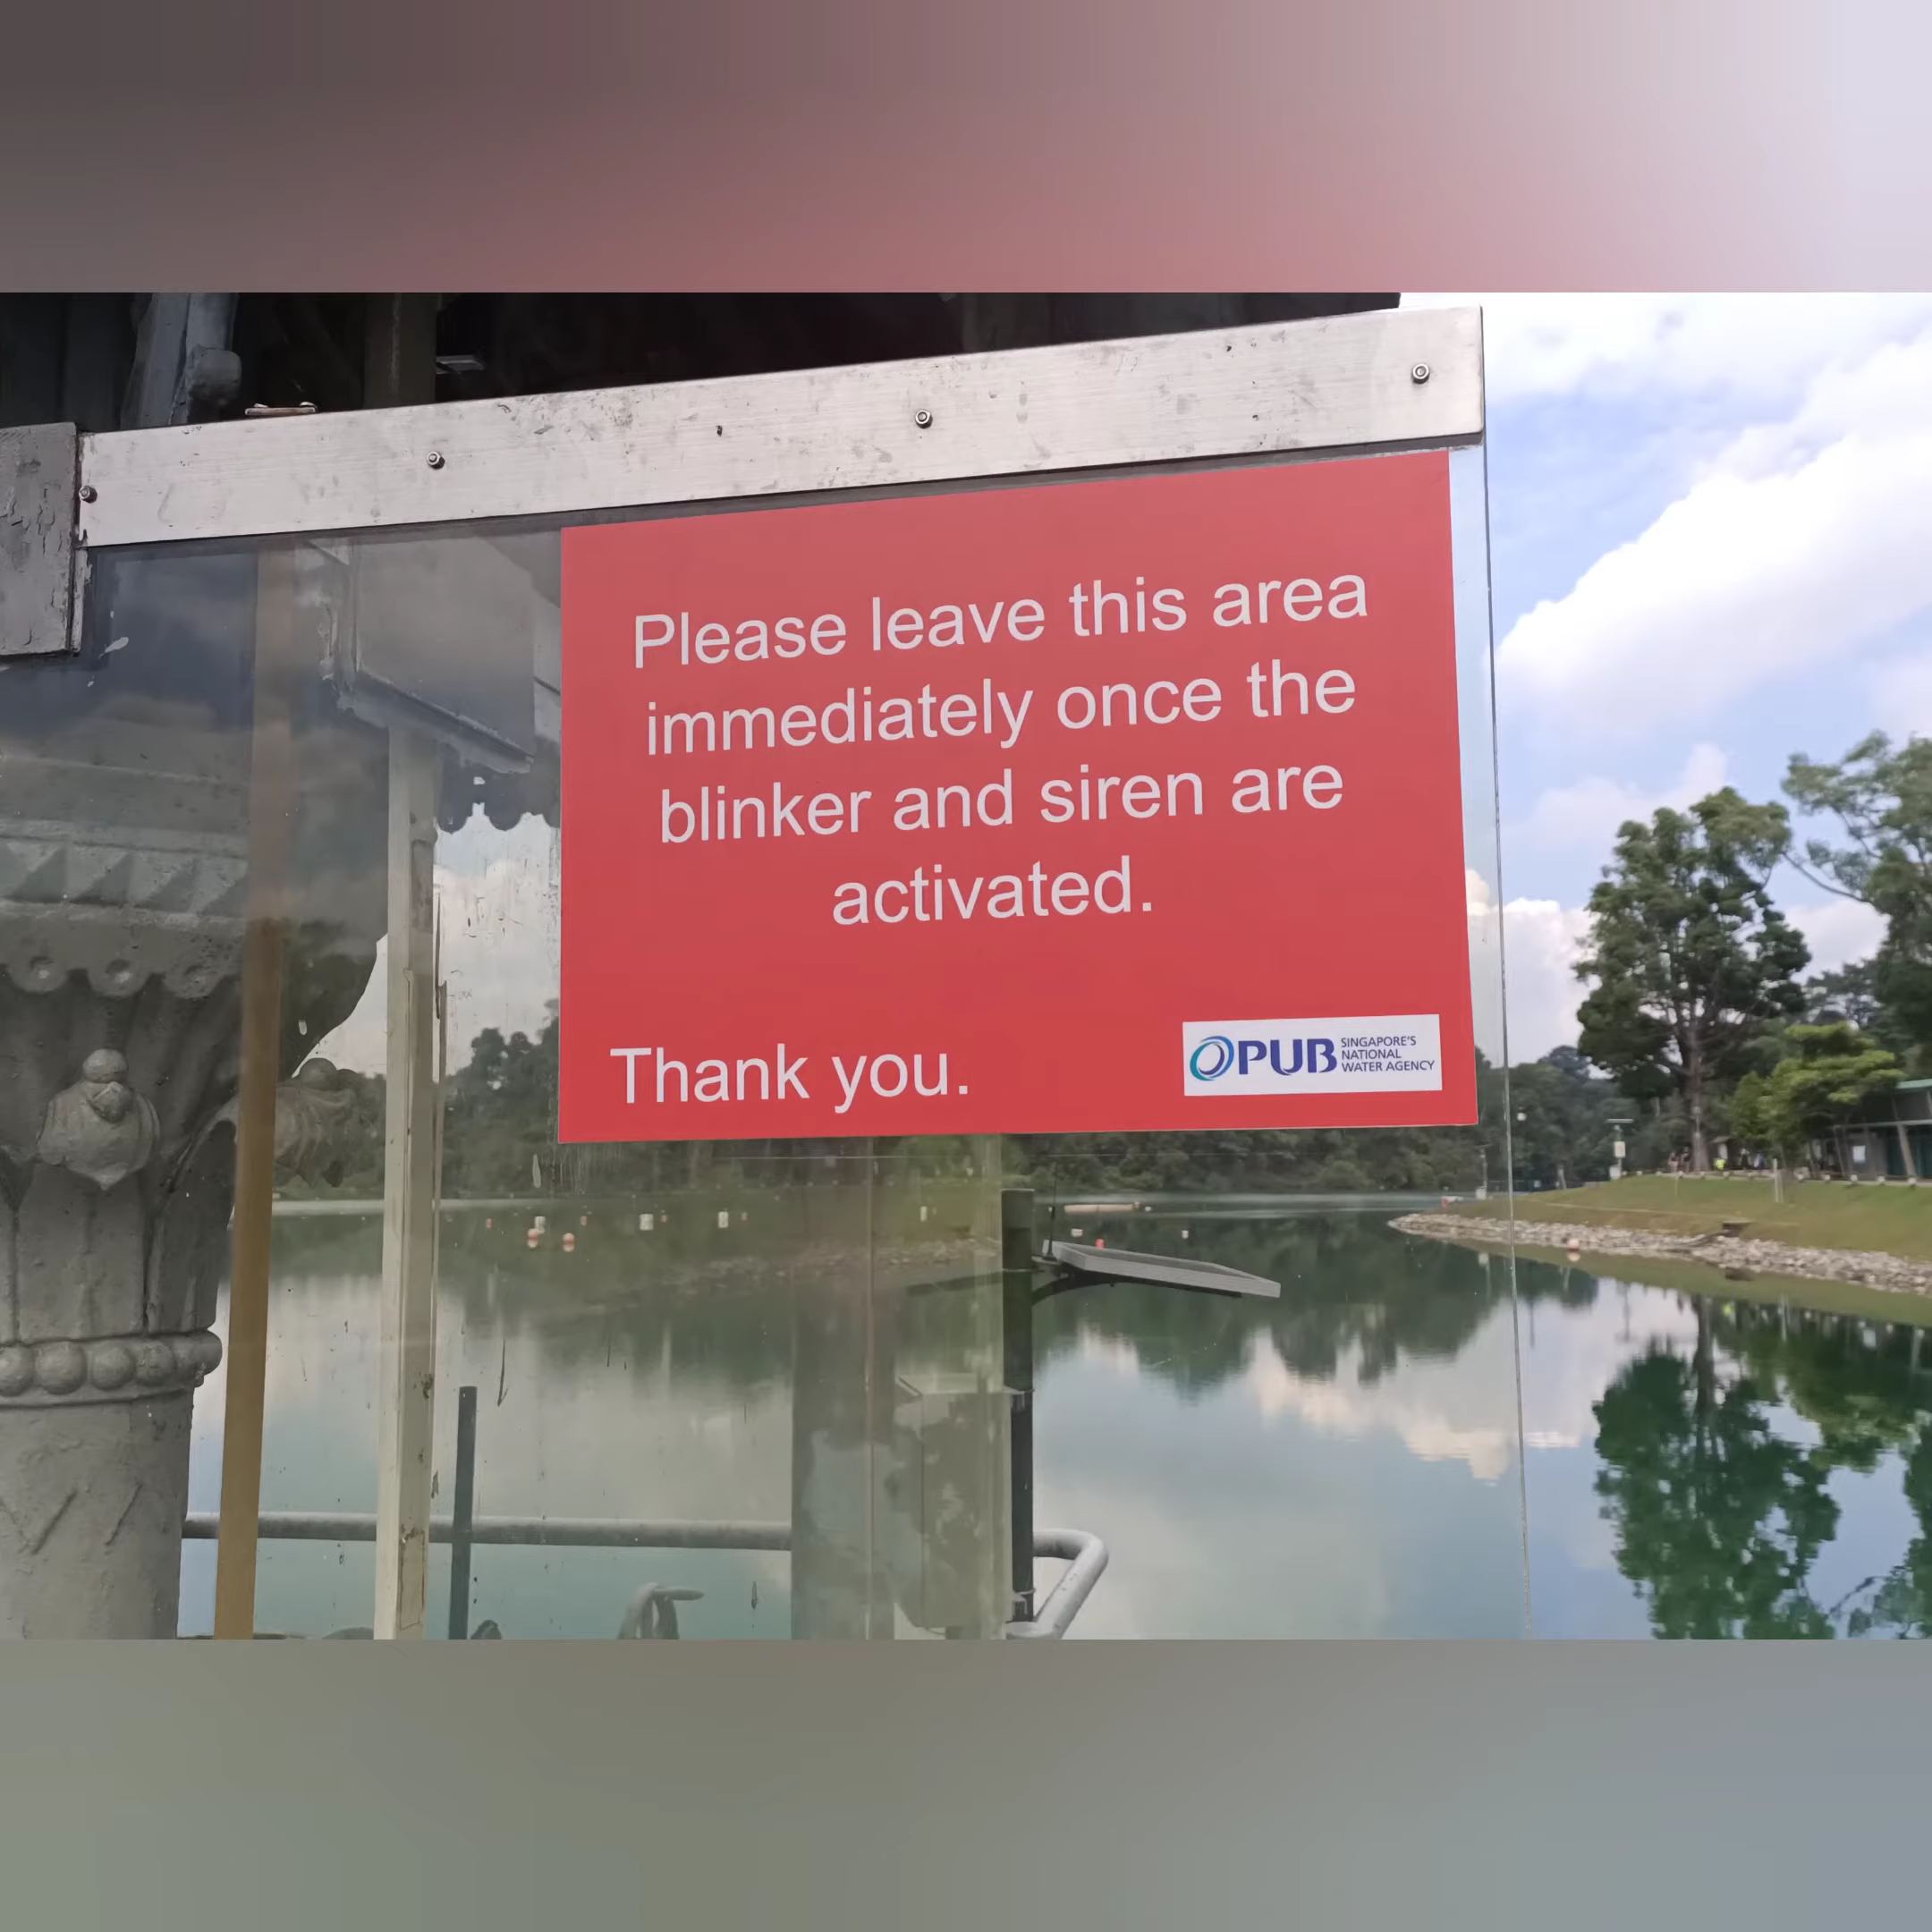 Please leave this area
immediately once the
blinker and siren are
activated.
Thank you.
PUB
SINGAPORE'S
NATIONAL
WATER AGENCY